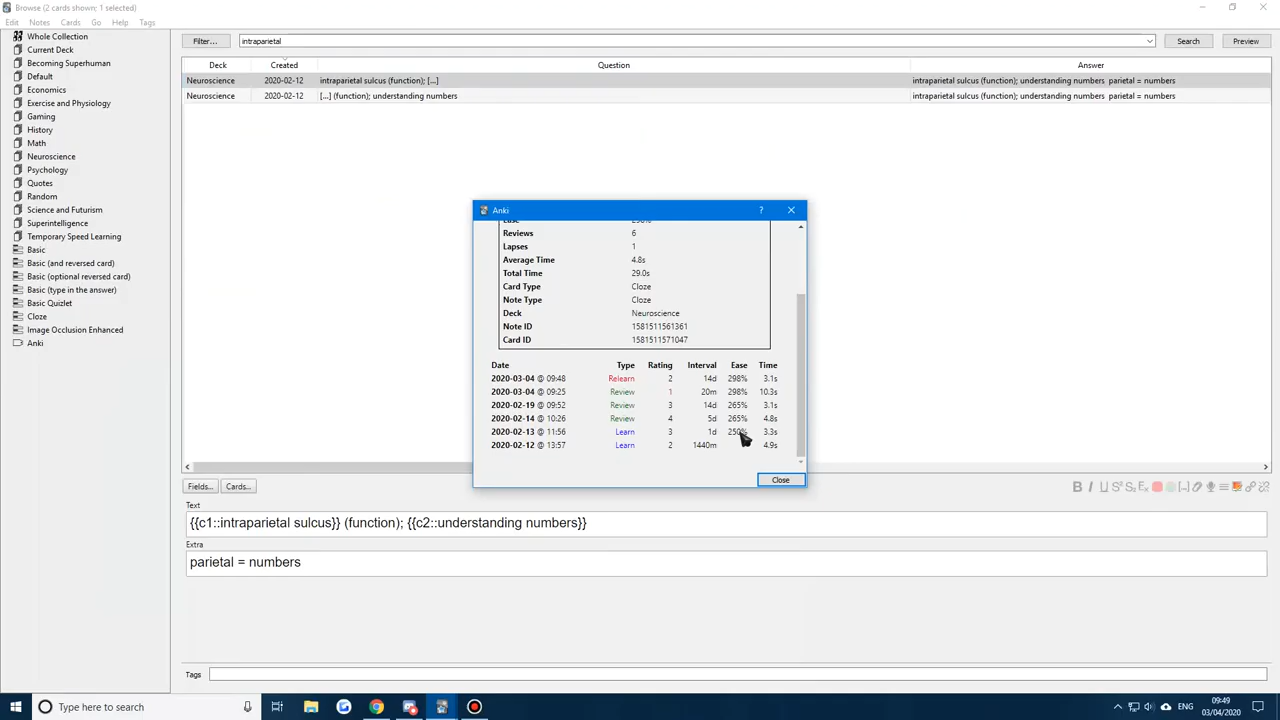 Browse (2 cards shown; 1 selected)
Edit Notes Cards Go Help Tags
Whole Collection
Current Deck
Becoming Superhuman
Default
Economics
Exercise and Physiology
Gaming
History
Math
Neuroscience
Psychology
Quotes
Random
Science and Futurism
Superintelligence
Temporary Speed Learning
Basic
Basic (and reversed card)
Basic (optional reversed card)
Basic (type in the answer)
Basic Quizlet
Cloze
Image Occlusion Enhanced
Anki
Filter... intraparietal Search Preview
Deck Created Question Answer
Neuroscience 2020-02-12 intraparietal sulcus (function); [...] intraparietal sulcus (function); understanding numbers parietal = numbers
Neuroscience 2020-02-12 [...] (function); understanding numbers intraparietal sulcus (function); understanding numbers parietal = numbers
Anki
Reviews 6
Lapses 1
Average Time 4.8s
Total Time 29.0s
Card Type Cloze
Note Type Cloze
Deck Neuroscience
Note ID 1581511561361
Card ID 1581511571047
Date Type Rating Interval Ease Time
2020-03-04 @ 09:48 Relearn 2 14d 298% 3.1s
2020-03-04 @ 09:25 Review 1 20m 298% 10.3s
2020-02-19 @ 09:52 Review 3 14d 265% 3.1s
2020-02-14 @ 10:26 Review 4 5d 265% 4.8s
2020-02-13 @ 11:56 Learn 3 1d 250% 3.3s
2020-02-12 @ 13:57 Learn 2 1440m 4.9s
Close
Fields... Cards...
Text
{{c1::intraparietal sulcus}} (function); {{c2::understanding numbers}}
Extra
parietal = numbers
Tags
Type here to search
ENG
09:49
03/04/2020